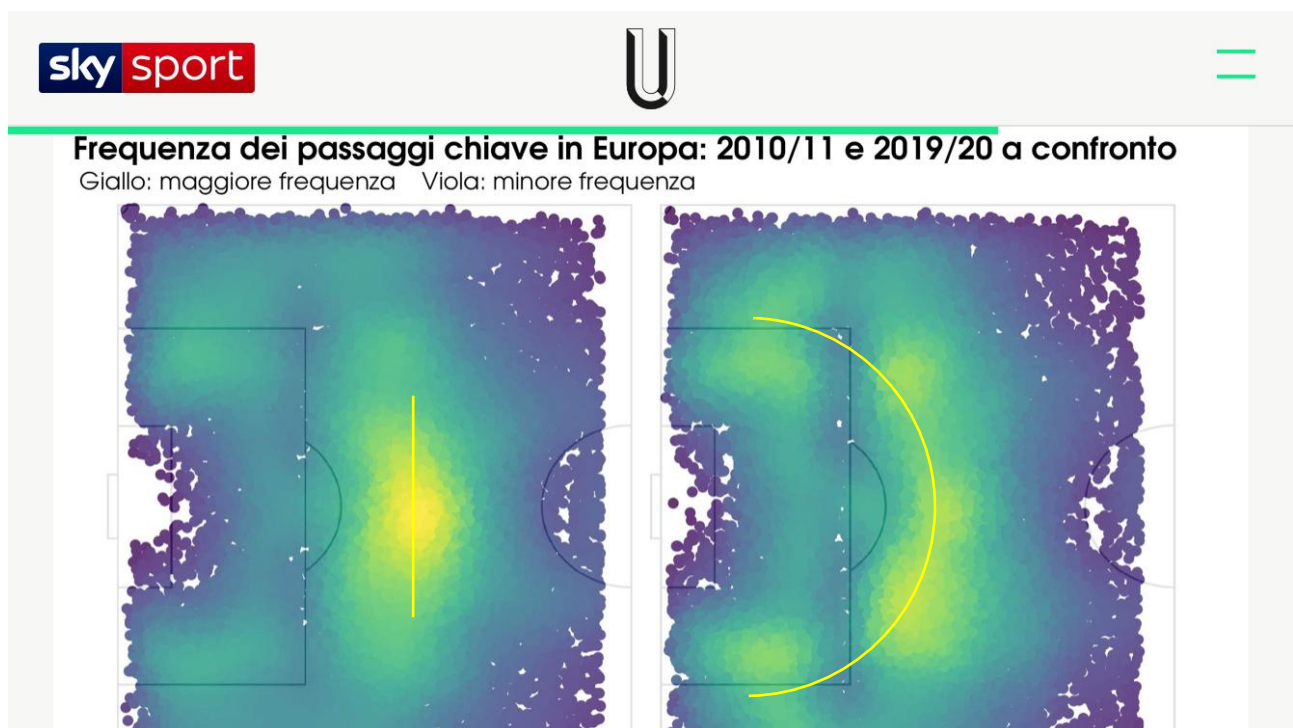 sky sport
U
Frequenza dei passaggi chiave in Europa: 2010/11 e 2019/20 a confronto
Giallo: maggiore frequenza Viola: minore frequenza